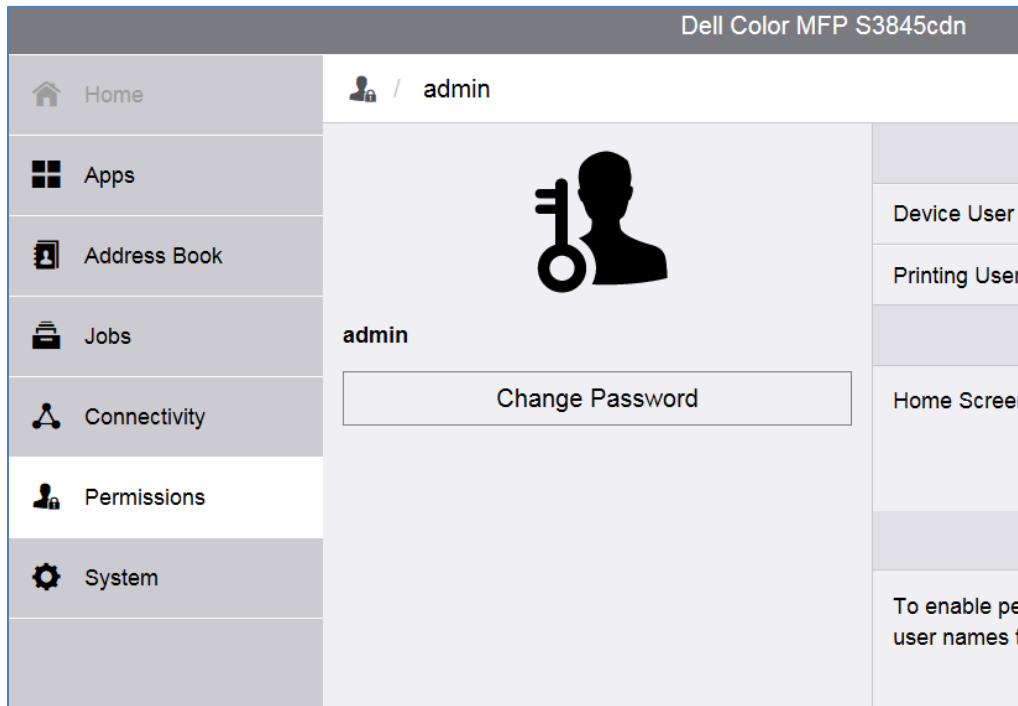 Dell Color MFP S3845cdn
Home
Apps
Address Book
Jobs
Connectivity
Permissions
System
/ admin
admin
Change Password
Device User
Printing User
Home Screen
To enable pe
user names t